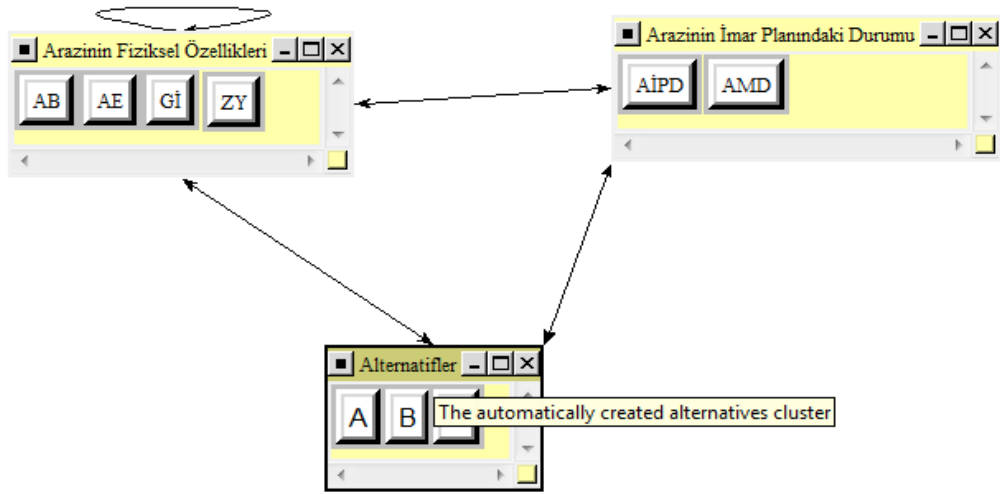 Arazinin Fiziksel Özellikleri
AB AE Gİ ZY
Arazinin İmar Planındaki Durumu
AİPD AMD
Alternatifler
A B
The automatically created alternatives cluster